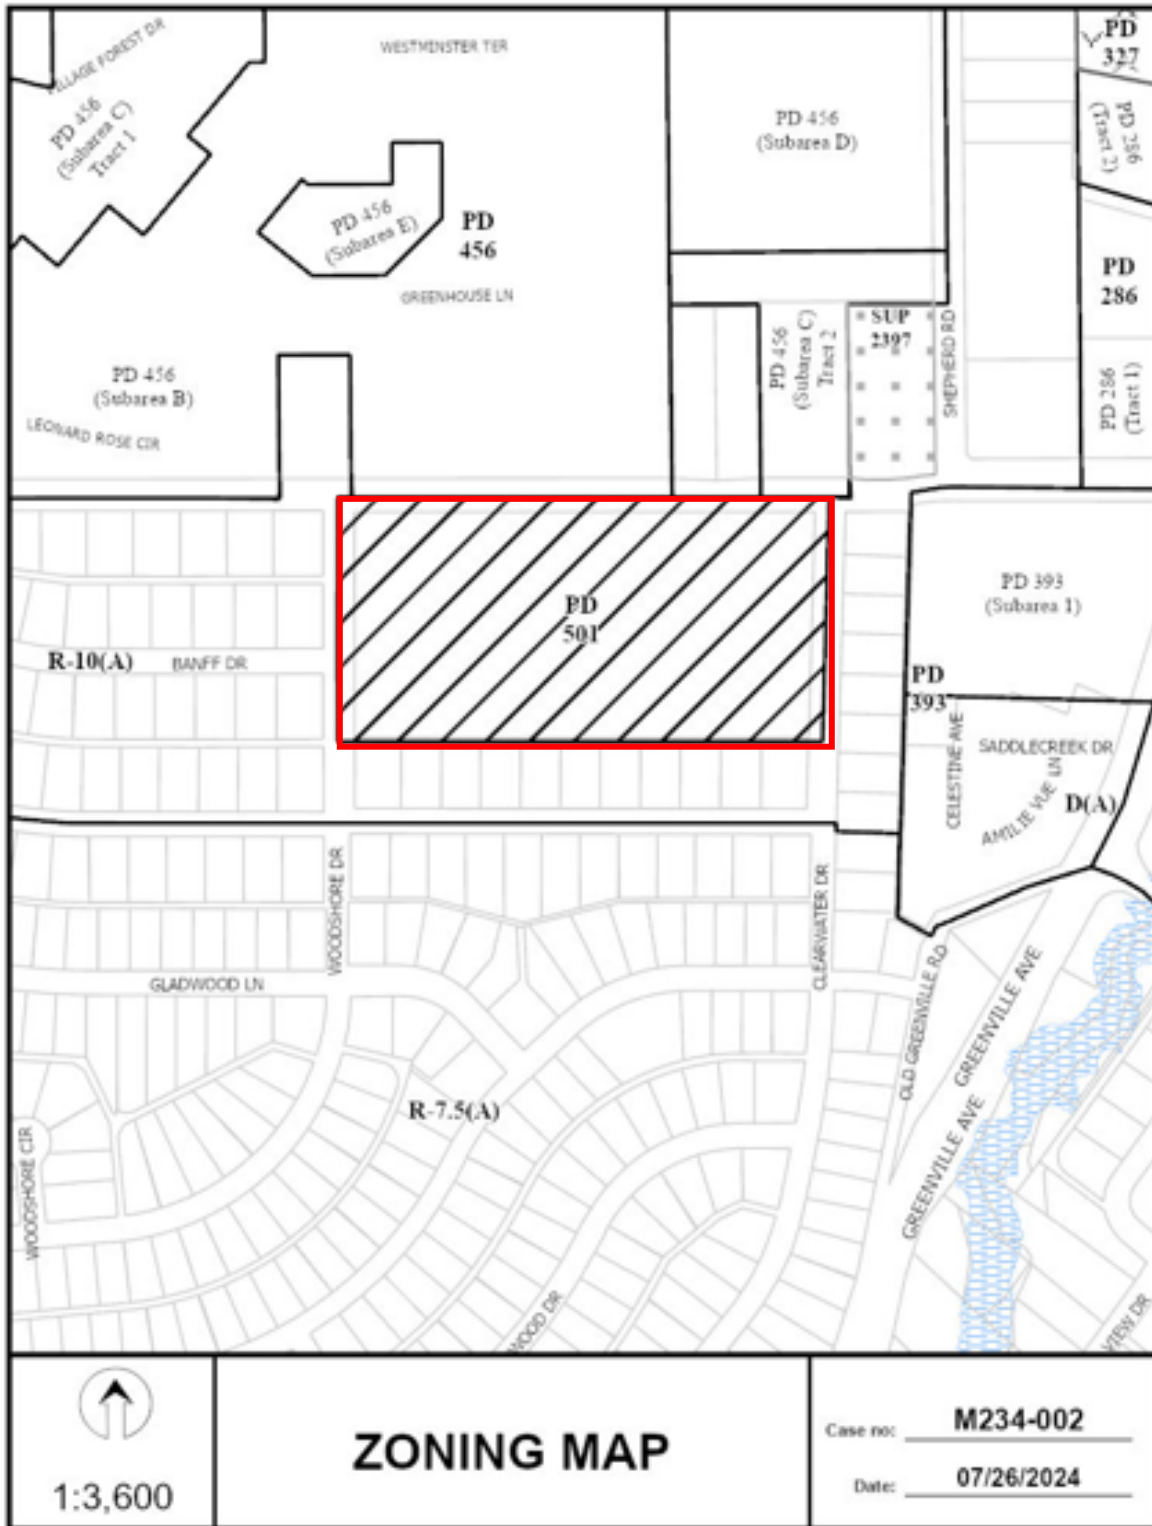 VILLAGE FOREST DR
WESTMINSTER TER
PD
327
PD 456
(Subarea C)
Tract 1
PD 456
(Subarea D)
PD 286
(Tract 2)
PD 456
(Subarea E)
PD
456
PD
286
GREENHOUSE LN
PD 456
(Subarea C)
Tract 2
SUP
2397
SHEPHERD RD
PD 456
(Subarea B)
PD 286
(Tract 1)
LEONARD ROSE CIR
PD
501
PD 393
(Subarea 1)
R-10(A)
BANFF DR
PD
393
CELESTINE AVE
SADDLECREEK DR
AMILIE VUE LN
D(A)
WOODSHORE DR
CLEARWATER DR
GLADWOOD LN
OLD GREENVILLE RD
GREENVILLE AVE
R-7.5(A)
GREENVILLE AVE
WOODSHORE CIR
WOOD DR
VIEW DR
1:3,600
ZONING MAP
Case no: M234-002
Date: 07/26/2024